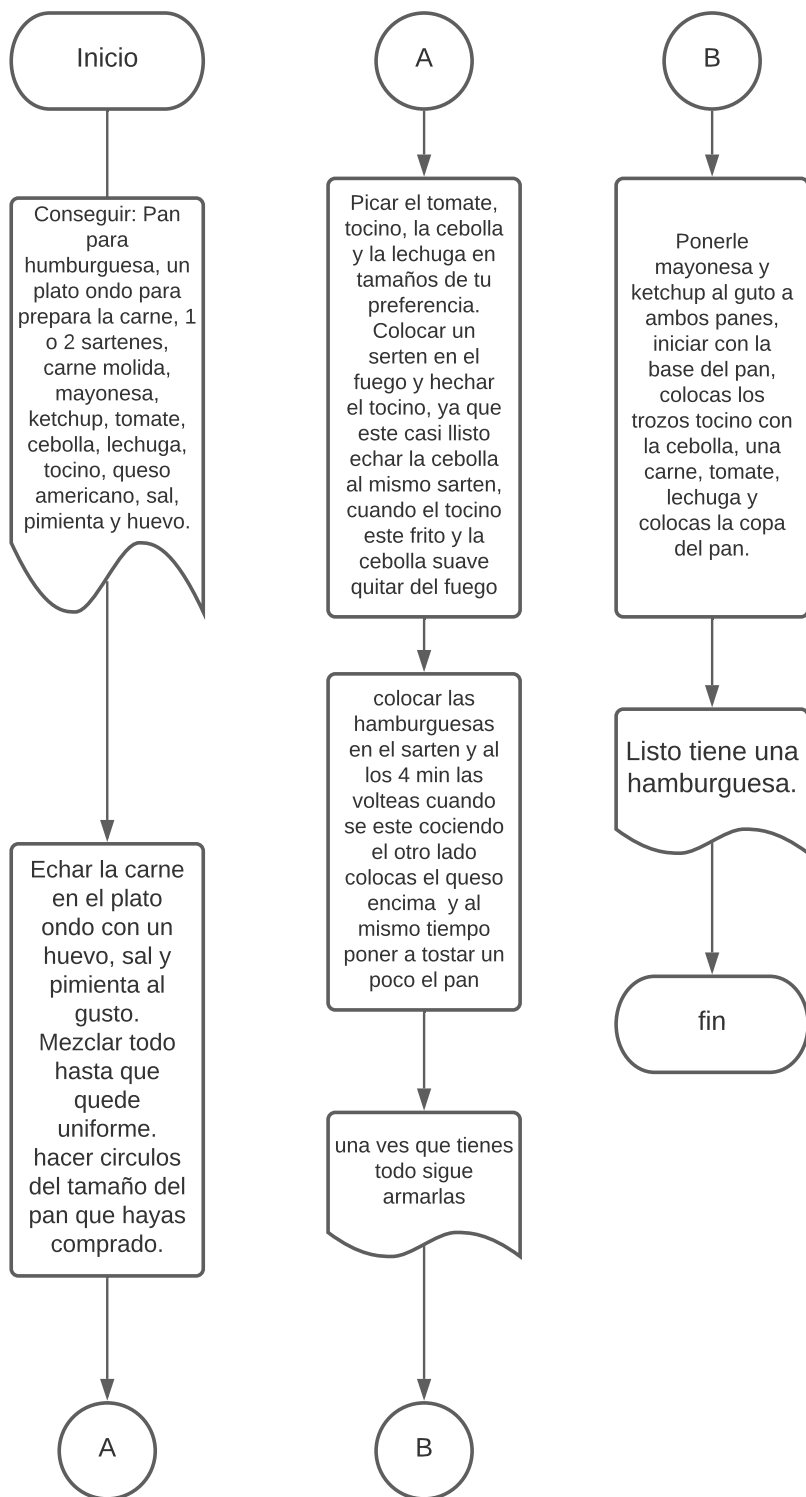 Inicio
Conseguir: Pan
para
humburguesa, un
plato ondo para
prepara la carne, 1
o 2 sartenes,
carne molida,
mayonesa,
ketchup, tomate,
cebolla, lechuga,
tocino, queso
americano, sal,
pimienta y huevo.
Echar la carne
en el plato
ondo con un
huevo, sal y
pimienta al
gusto.
Mezclar todo
hasta que
quede
uniforme.
hacer circulos
del tamaño del
pan que hayas
comprado.
A
A
Picar el tomate,
tocino, la cebolla
y la lechuga en
tamaños de tu
preferencia.
Colocar un
serten en el
fuego y hechar
el tocino, ya que
este casi llisto
echar la cebolla
al mismo sarten,
cuando el tocino
este frito y la
cebolla suave
quitar del fuego
colocar las
hamburguesas
en el sarten y al
los 4 min las
volteas cuando
se este cociendo
el otro lado
colocas el queso
encima y al
mismo tiempo
poner a tostar un
poco el pan
una ves que tienes
todo sigue
armarlas
B
B
Ponerle
mayonesa y
ketchup al guto a
ambos panes,
iniciar con la
base del pan,
colocas los
trozos tocino con
la cebolla, una
carne, tomate,
lechuga y
colocas la copa
del pan.
Listo tiene una
hamburguesa.
fin